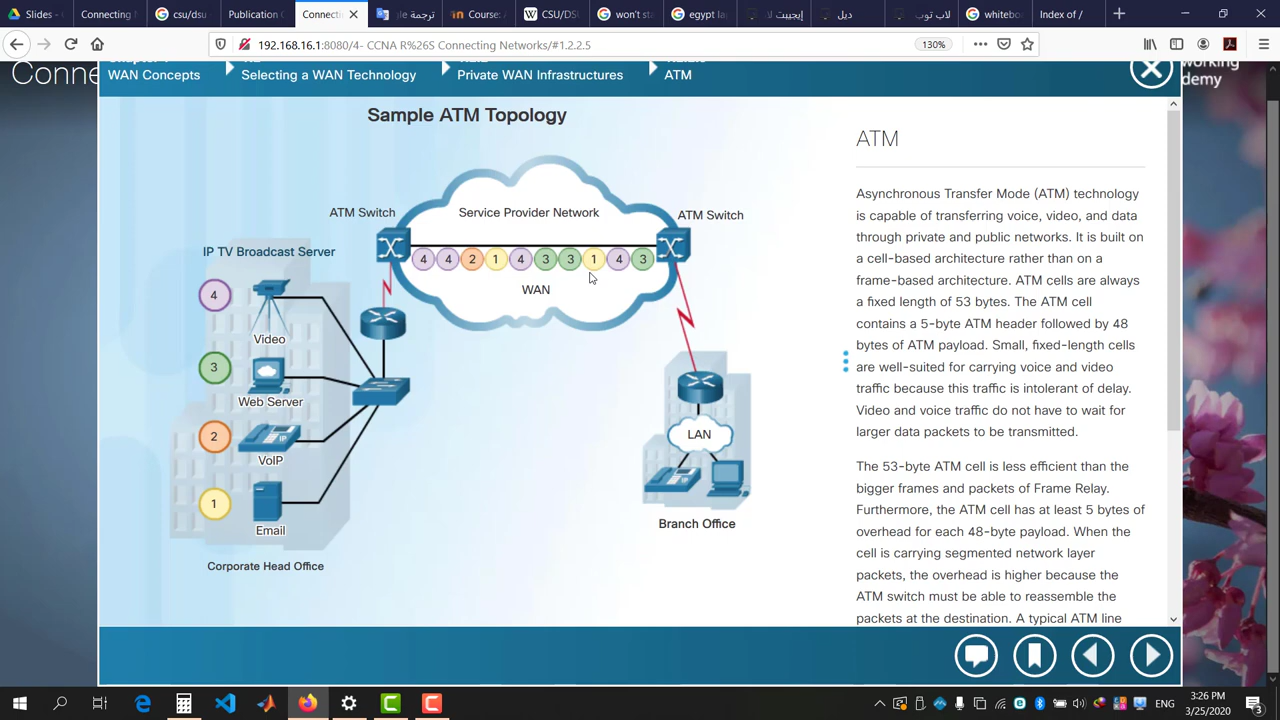 Slides -
Connecting N
csu/dsu
Publication C
Connecti
ترجمة
gle
Course: A
CSU/DSU
won't sta
egypt la
إيجيبت لا
ديل
لاب توب
whiteboa
Index of /
192.168.16.1:8080/4- CCNA R%26S Connecting Networks/#1.2.2.5
130%
Conne
WAN Concepts
Selecting a WAN Technology
Private WAN Infrastructures
ATM
working
demy
Sample ATM Topology
ATM Switch
Service Provider Network
ATM Switch
IP TV Broadcast Server
4 4 2 1 4 3 3 1 4 3
WAN
4
Video
3
Web Server
2
IP
VoIP
1
Email
Corporate Head Office
LAN
Branch Office
ATM
Asynchronous Transfer Mode (ATM) technology
is capable of transferring voice, video, and data
through private and public networks. It is built on
a cell-based architecture rather than on a
frame-based architecture. ATM cells are always
a fixed length of 53 bytes. The ATM cell
contains a 5-byte ATM header followed by 48
bytes of ATM payload. Small, fixed-length cells
are well-suited for carrying voice and video
traffic because this traffic is intolerant of delay.
Video and voice traffic do not have to wait for
larger data packets to be transmitted.
The 53-byte ATM cell is less efficient than the
bigger frames and packets of Frame Relay.
Furthermore, the ATM cell has at least 5 bytes of
overhead for each 48-byte payload. When the
cell is carrying segmented network layer
packets, the overhead is higher because the
ATM switch must be able to reassemble the
packets at the destination. A typical ATM line
ENG
3:26 PM
3/25/2020
3